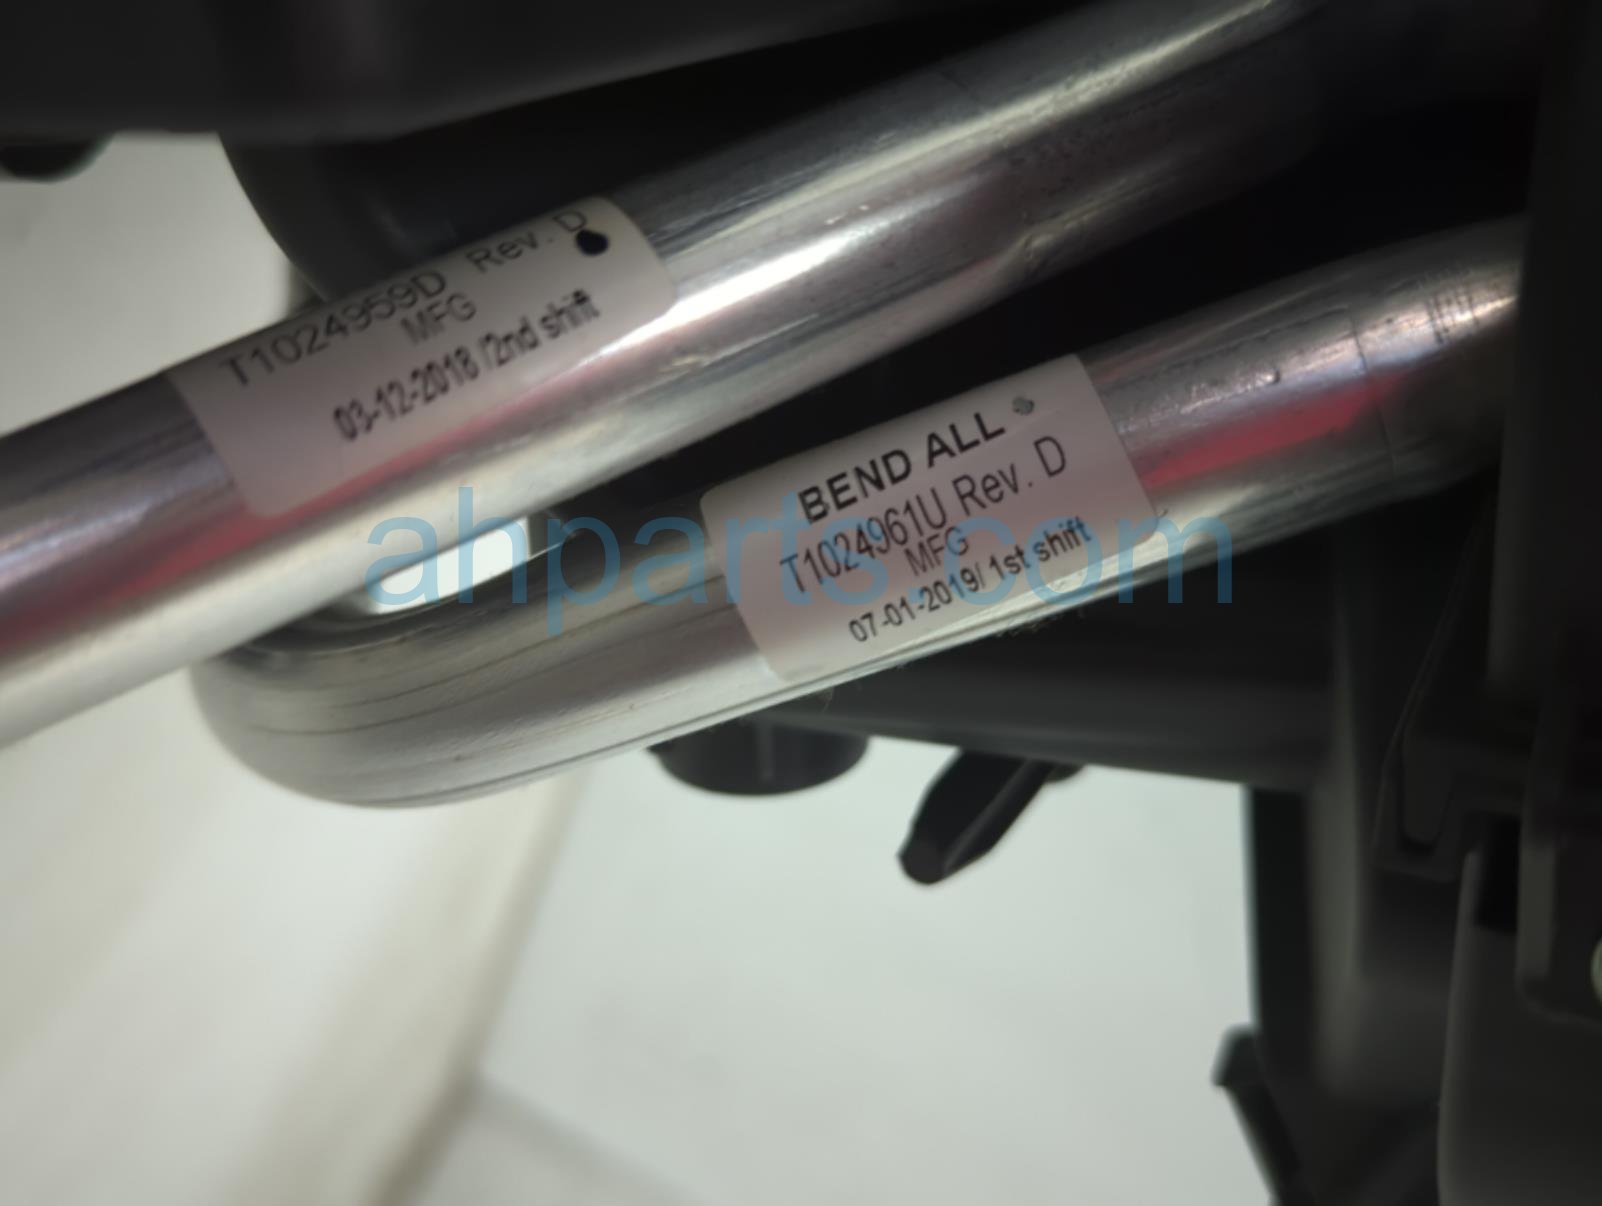 T1024959D Rev. D
MFG
03-12-2018 /2nd shift
BEND ALL
T1024961U Rev. D
MFG
07-01-2019/ 1st shift
ahparts.com